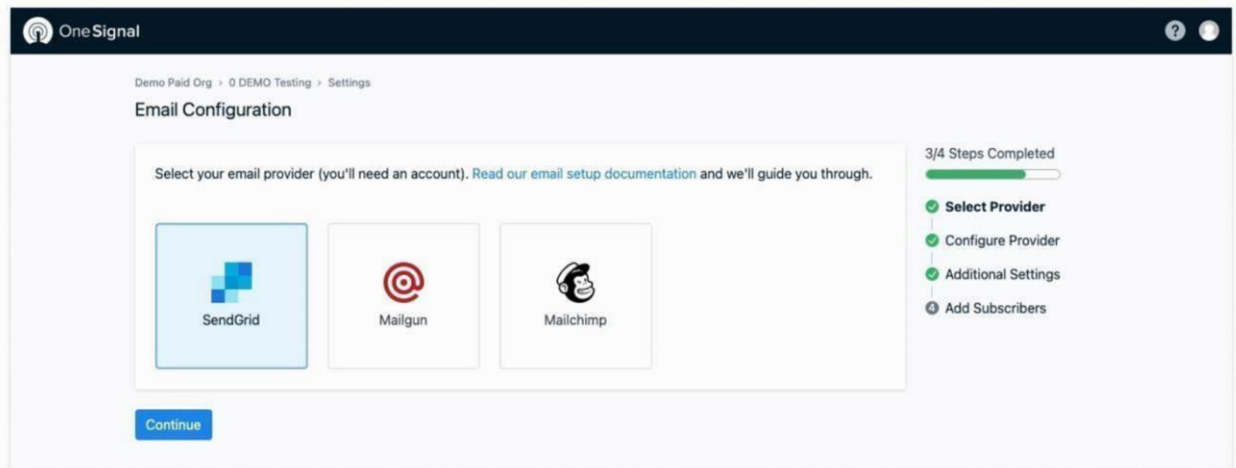 OneSignal
?
Demo Paid Org > 0 DEMO Testing > Settings
Email Configuration
Select your email provider (you'll need an account). Read our email setup documentation and we'll guide you through.
SendGrid
Mailgun
Mailchimp
Continue
3/4 Steps Completed
Select Provider
Configure Provider
Additional Settings
4 Add Subscribers